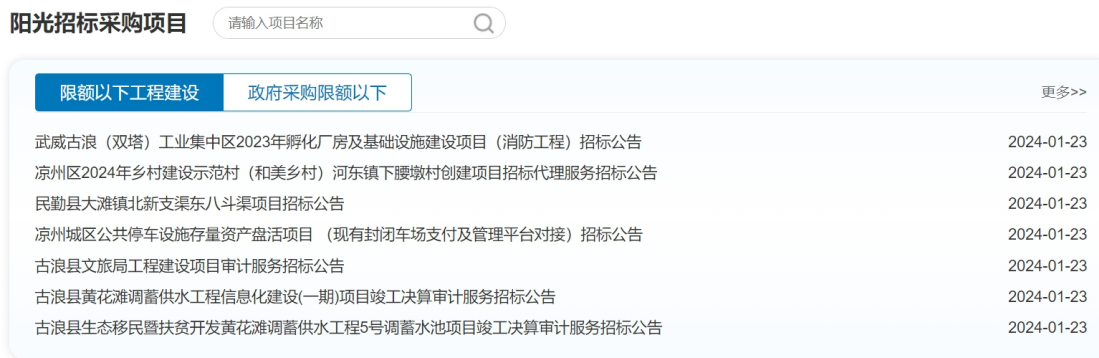 阳光招标采购项目 请输入项目名称
限额以下工程建设 政府采购限额以下 更多>>
武威古浪（双塔）工业集中区2023年孵化厂房及基础设施建设项目（消防工程）招标公告 2024-01-23
凉州区2024年乡村建设示范村（和美乡村）河东镇下腰墩村创建项目招标代理服务招标公告 2024-01-23
民勤县大滩镇北新支渠东八斗渠项目招标公告 2024-01-23
凉州城区公共停车设施存量资产盘活项目 （现有封闭车场支付及管理平台对接）招标公告 2024-01-23
古浪县文旅局工程建设项目审计服务招标公告 2024-01-23
古浪县黄花滩调蓄供水工程信息化建设(一期)项目竣工决算审计服务招标公告 2024-01-23
古浪县生态移民暨扶贫开发黄花滩调蓄供水工程5号调蓄水池项目竣工决算审计服务招标公告 2024-01-23